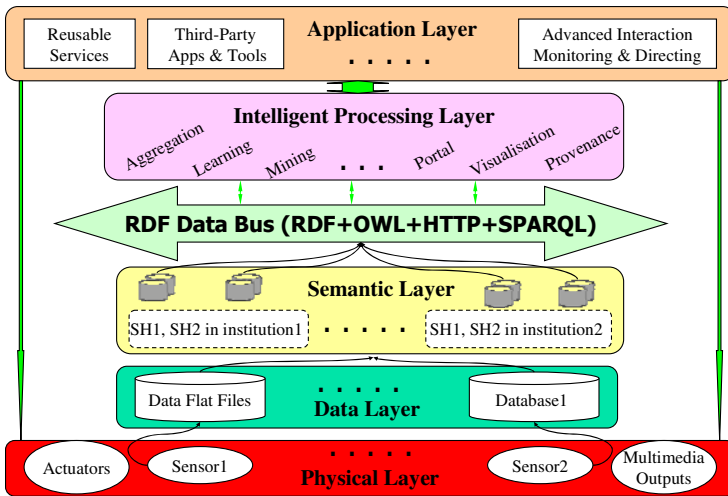 Application Layer
Reusable
Services
Third-Party
Apps & Tools
. . . . .
Advanced Interaction
Monitoring & Directing
Intelligent Processing Layer
Aggregation
Learning
Mining
. . .
Portal
Visualisation
Provenance
RDF Data Bus (RDF+OWL+HTTP+SPARQL)
Semantic Layer
SH1, SH2 in institution1
. . . . .
SH1, SH2 in institution2
Data Flat Files
. . . . .
Database1
Data Layer
Actuators
Sensor1
. . . . .
Sensor2
Multimedia
Outputs
Physical Layer